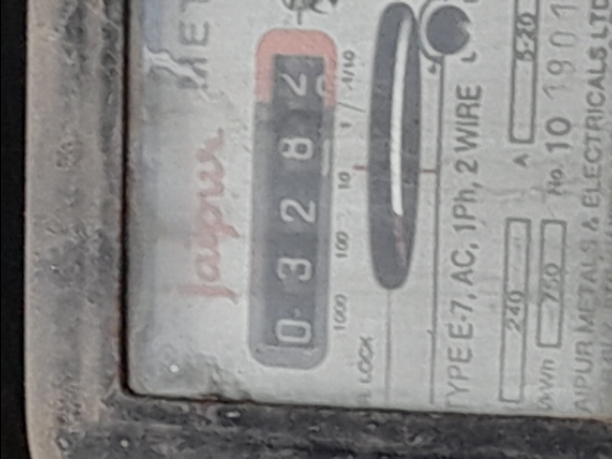 MET
Jaipur
0 3 2 8 2
1000 100 10 1 1/10
LOCK
TYPE E-7, AC, 1Ph, 2 WIRE
240 A 5-20
750 No. 10 1901
JAIPUR METALS & ELECTRICALS LTD